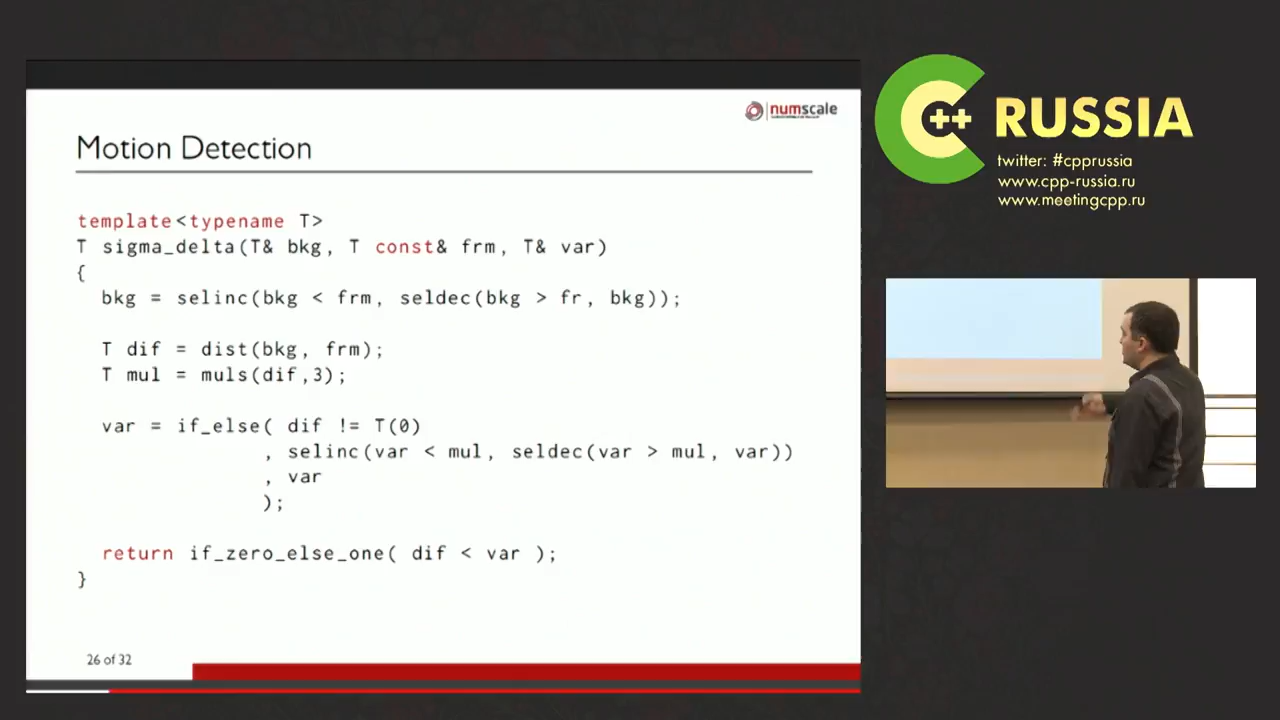 numscale
Motion Detection
template<typename T>
T sigma_delta(T& bkg, T const& frm, T& var)
{
bkg = selinc(bkg < frm, seldec(bkg > fr, bkg));
T dif = dist(bkg, frm);
T mul = muls(dif,3);
var = if_else( dif != T(0)
, selinc(var < mul, seldec(var > mul, var))
, var
);
return if_zero_else_one( dif < var );
}
26 of 32
C++ RUSSIA
twitter: #cpprussia
www.cpp-russia.ru
www.meetingcpp.ru